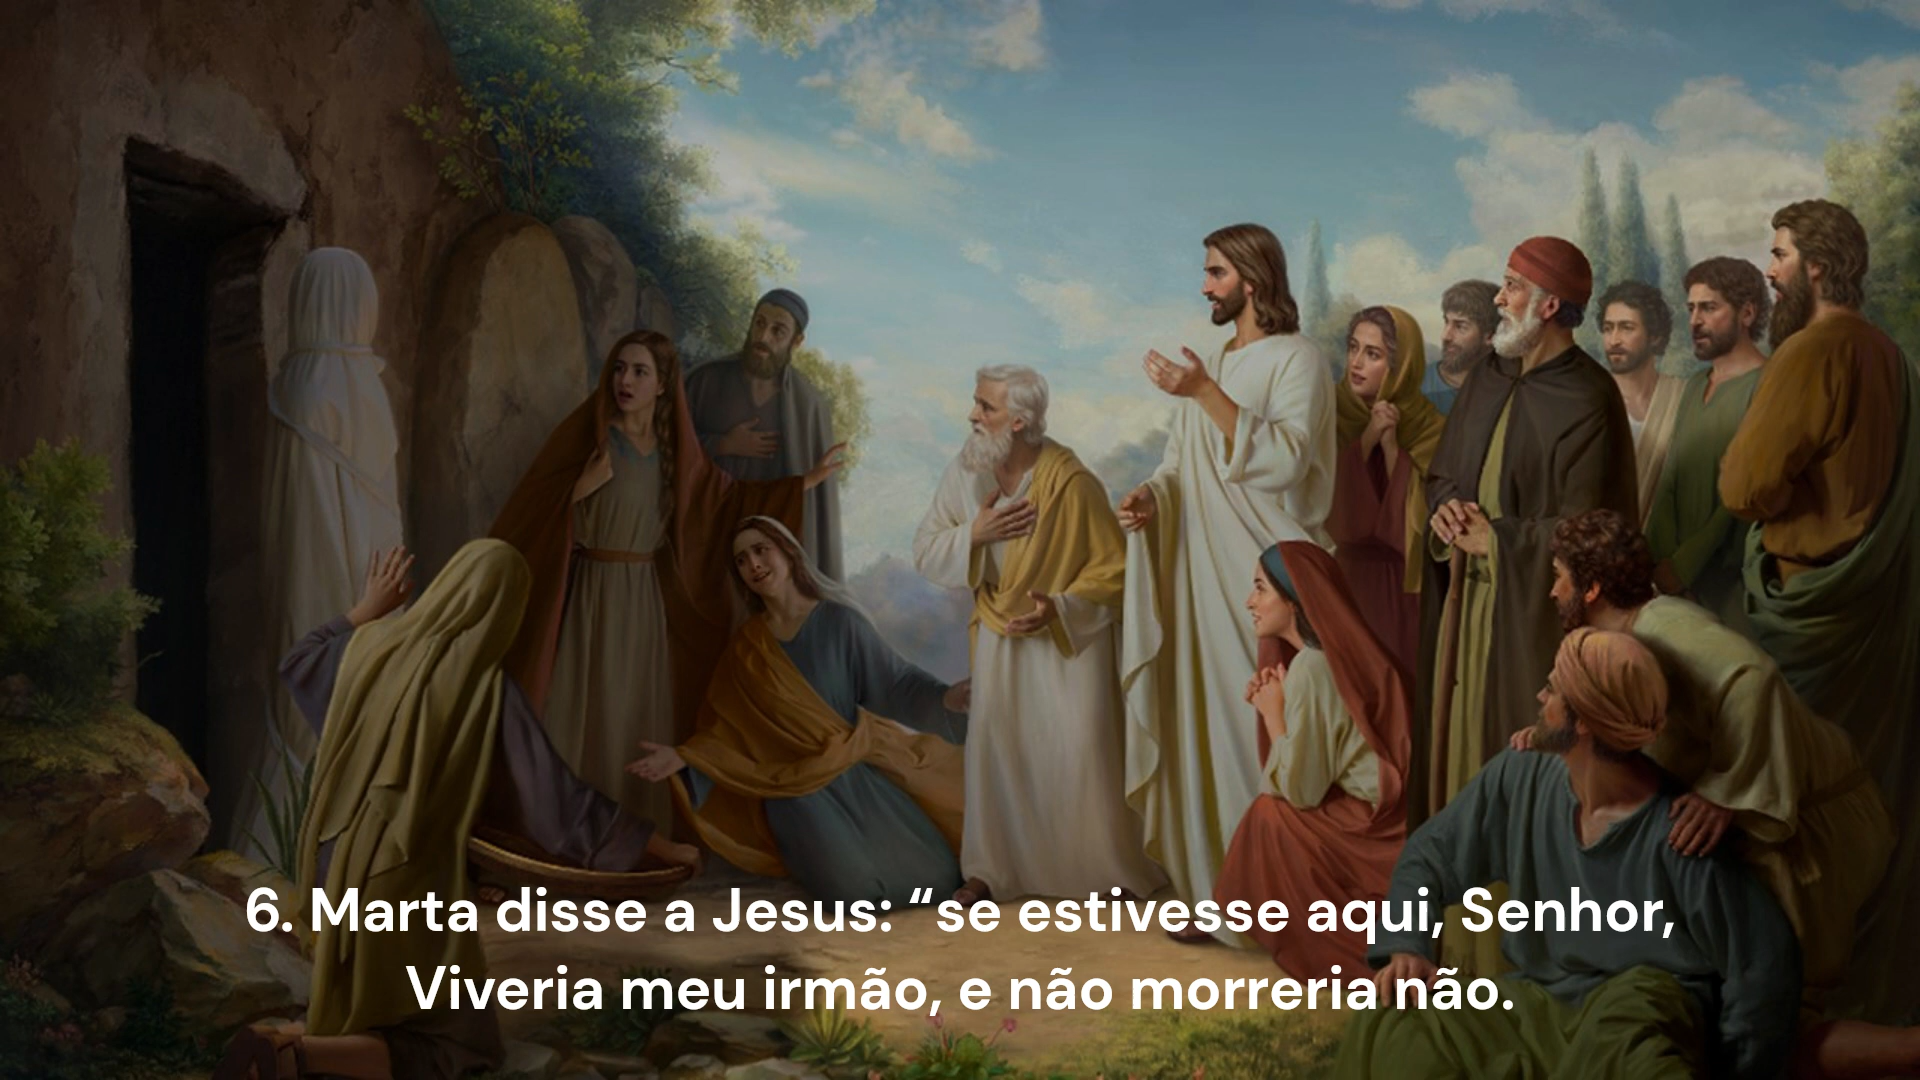 6. Marta disse a Jesus: “se estivesse aqui, Senhor,
Viveria meu irmão, e não morreria não.